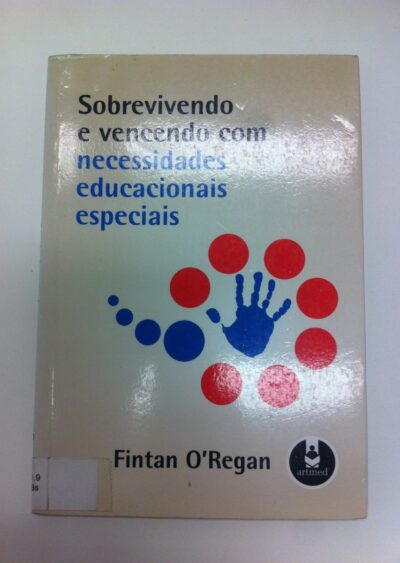 Sobrevivendo
e vencendo com
necessidades
educacionais
especiais
Fintan O'Regan
artmed